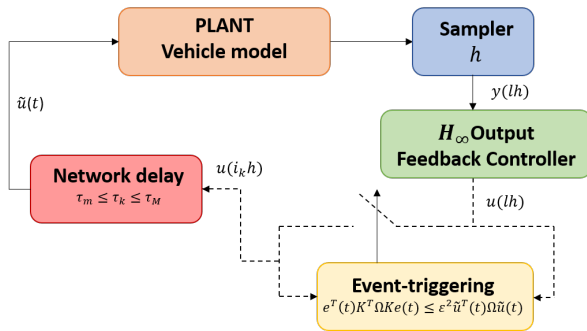 PLANT
Vehicle model
Sampler
h
ũ(t)
y(lh)
H∞ Output
Feedback Controller
u(i_k h)
Network delay
τ_m ≤ τ_k ≤ τ_M
u(lh)
Event-triggering
e^T(t)K^TΩKe(t) ≤ ε²ũ^T(t)Ωũ(t)